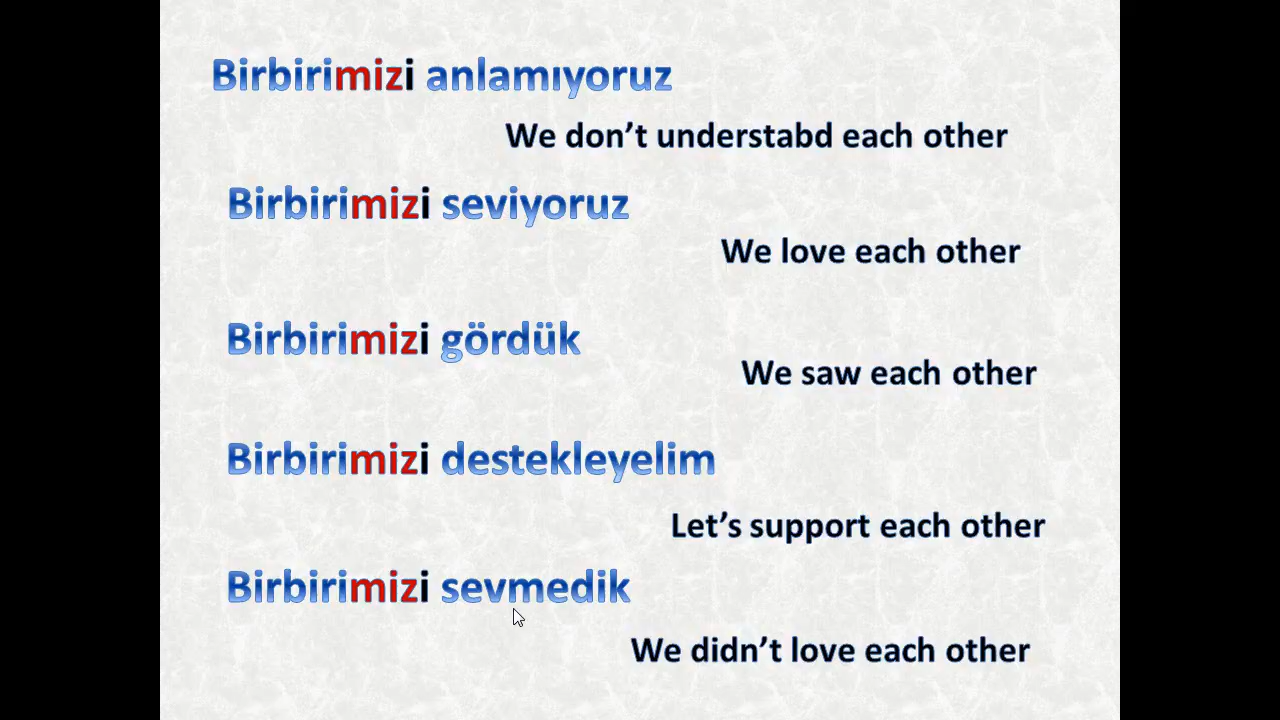 Birbirimizi anlamıyoruz
We don’t understabd each other
Birbirimizi seviyoruz
We love each other
Birbirimizi gördük
We saw each other
Birbirimizi destekleyelim
Let’s support each other
Birbirimizi sevmedik
We didn’t love each other